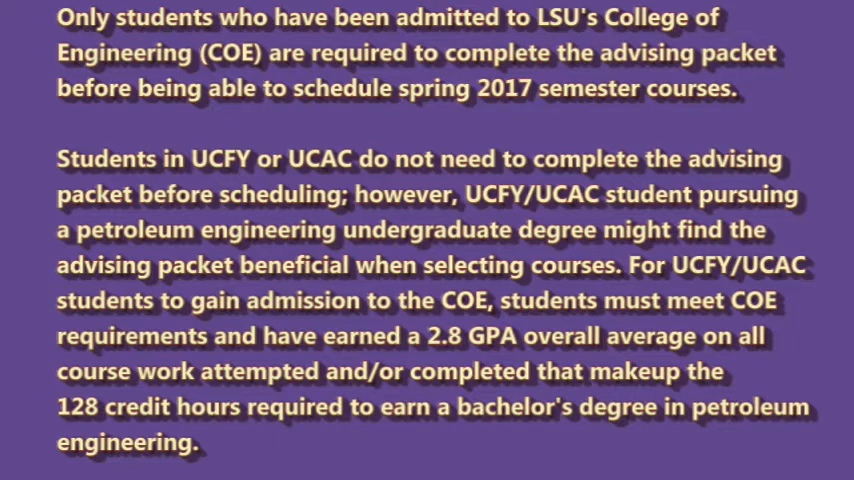 Only students who have been admitted to LSU's College of
Engineering (COE) are required to complete the advising packet
before being able to schedule spring 2017 semester courses.
Students in UCFY or UCAC do not need to complete the advising
packet before scheduling; however, UCFY/UCAC student pursuing
a petroleum engineering undergraduate degree might find the
advising packet beneficial when selecting courses. For UCFY/UCAC
students to gain admission to the COE, students must meet COE
requirements and have earned a 2.8 GPA overall average on all
course work attempted and/or completed that makeup the
128 credit hours required to earn a bachelor's degree in petroleum
engineering.